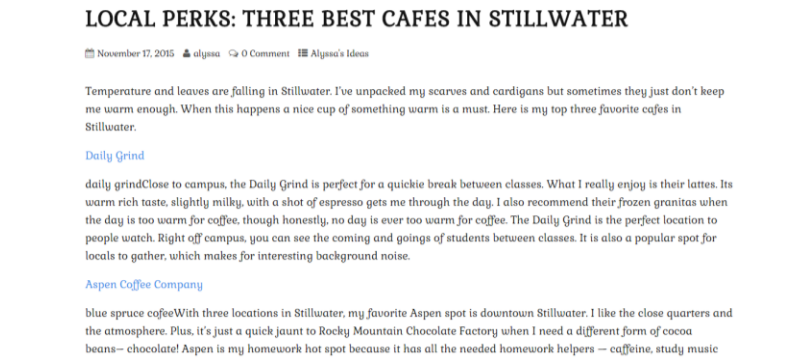 LOCAL PERKS: THREE BEST CAFES IN STILLWATER
November 17, 2015 alyssa 0 Comment Alyssa's Ideas
Temperature and leaves are falling in Stillwater. I've unpacked my scarves and cardigans but sometimes they just don't keep
me warm enough. When this happens a nice cup of something warm is a must. Here is my top three favorite cafes in
Stillwater.
Daily Grind
daily grindClose to campus, the Daily Grind is perfect for a quickie break between classes. What I really enjoy is their lattes. Its
warm rich taste, slightly milky, with a shot of espresso gets me through the day. I also recommend their frozen granitas when
the day is too warm for coffee, though honestly, no day is ever too warm for coffee. The Daily Grind is the perfect location to
people watch. Right off campus, you can see the coming and goings of students between classes. It is also a popular spot for
locals to gather, which makes for interesting background noise.
Aspen Coffee Company
blue spruce cofeeWith three locations in Stillwater, my favorite Aspen spot is downtown Stillwater. I like the close quarters and
the atmosphere. Plus, it's just a quick jaunt to Rocky Mountain Chocolate Factory when I need a different form of cocoa
beans— chocolate! Aspen is my homework hot spot because it has all the needed homework helpers — caffeine, study music